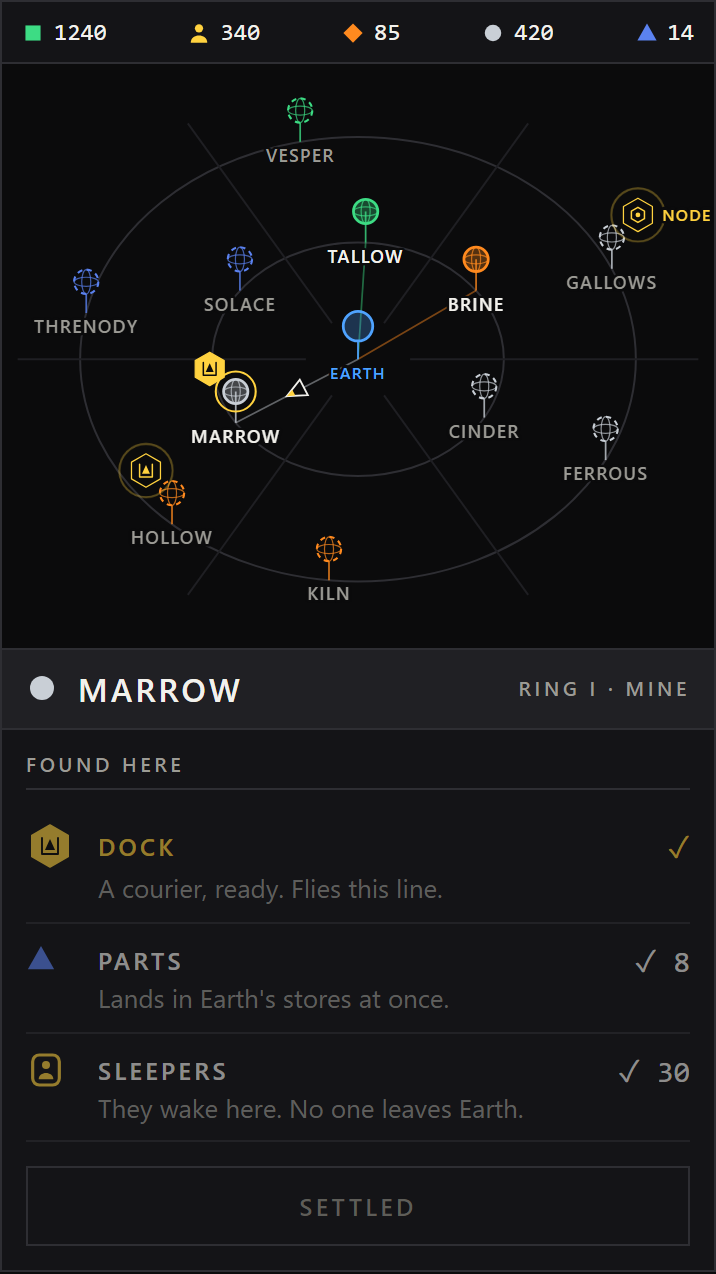 1240 340 85 420 14
VESPER
NODE
TALLOW
GALLOWS
SOLACE
BRINE
THRENODY
EARTH
MARROW
CINDER
FERROUS
HOLLOW
KILN
MARROW RING I · MINE
FOUND HERE
DOCK ✓
A courier, ready. Flies this line.
PARTS ✓ 8
Lands in Earth's stores at once.
SLEEPERS ✓ 30
They wake here. No one leaves Earth.
SETTLED